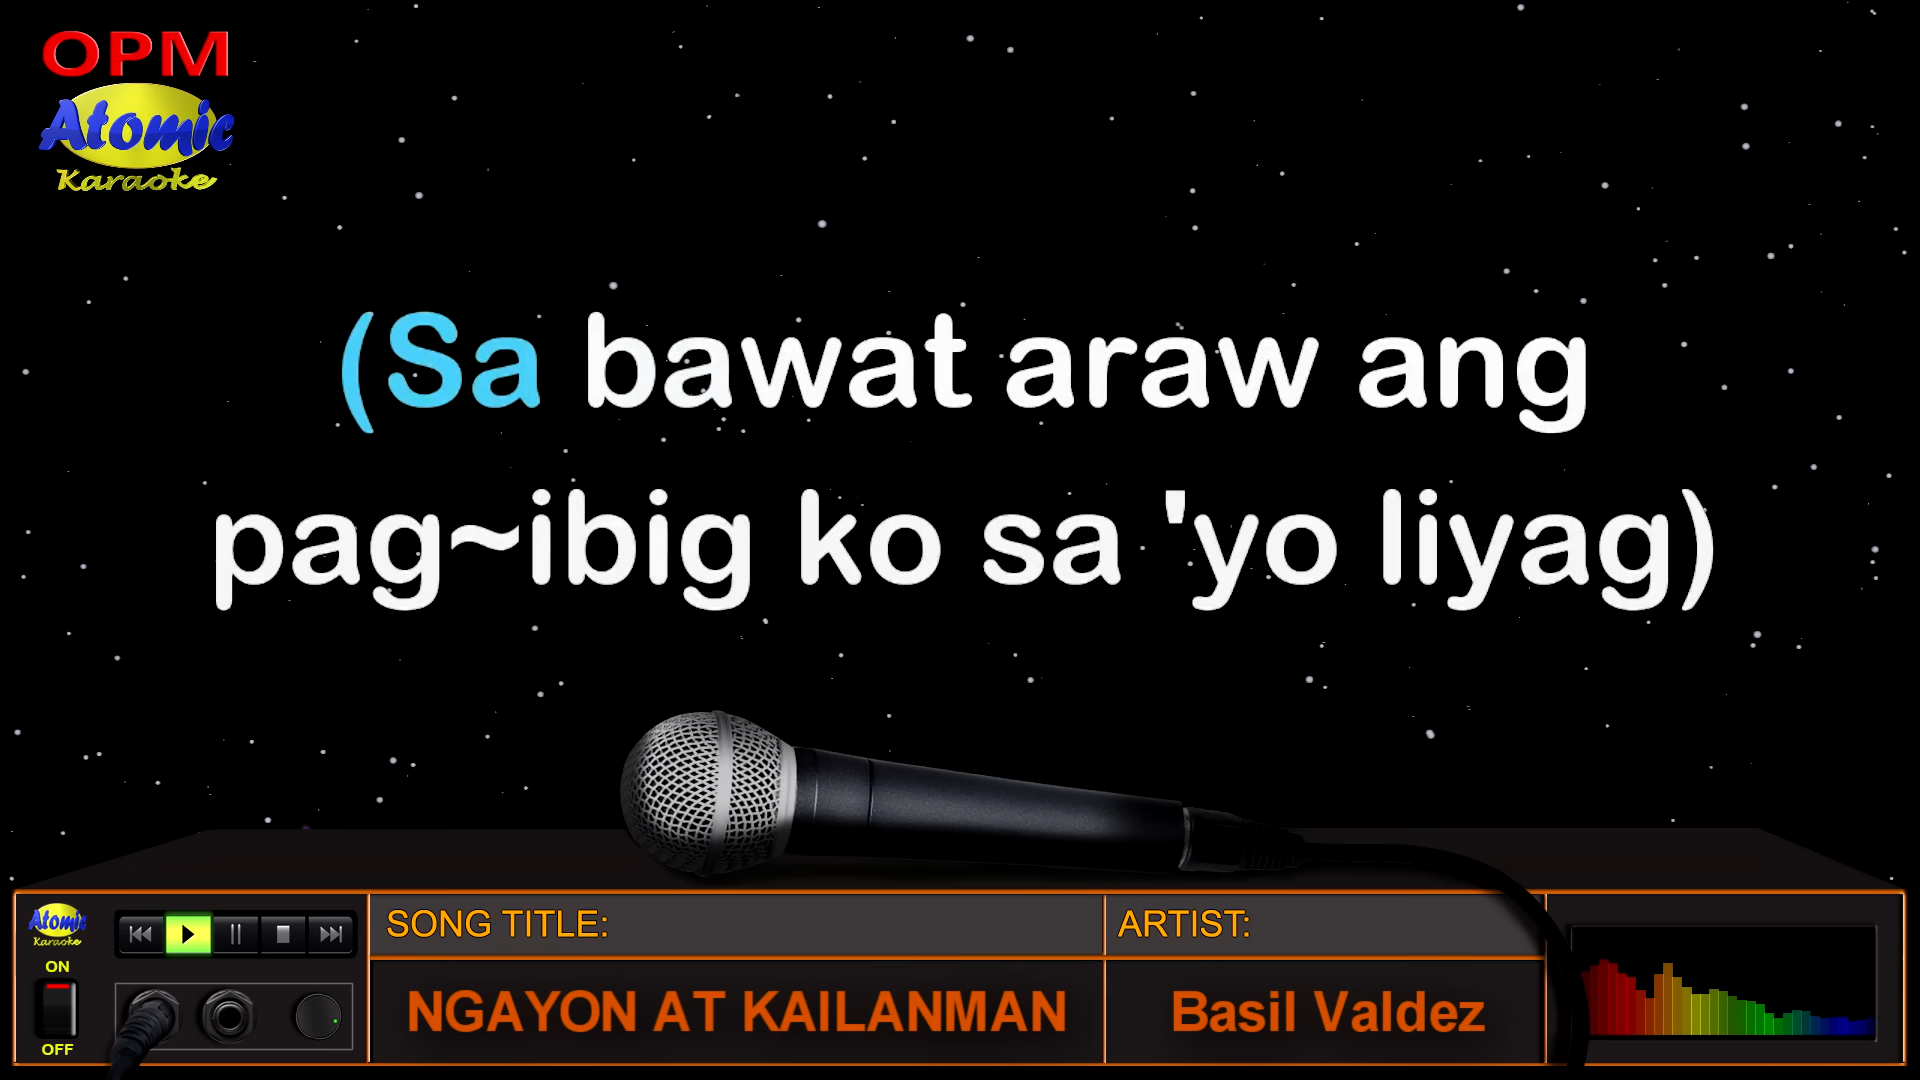 OPM
Atomic
Karaoke
(Sa bawat araw ang
pag~ibig ko sa 'yo liyag)
Atomic
Karaoke
ON
OFF
SONG TITLE:
ARTIST:
NGAYON AT KAILANMAN
Basil Valdez